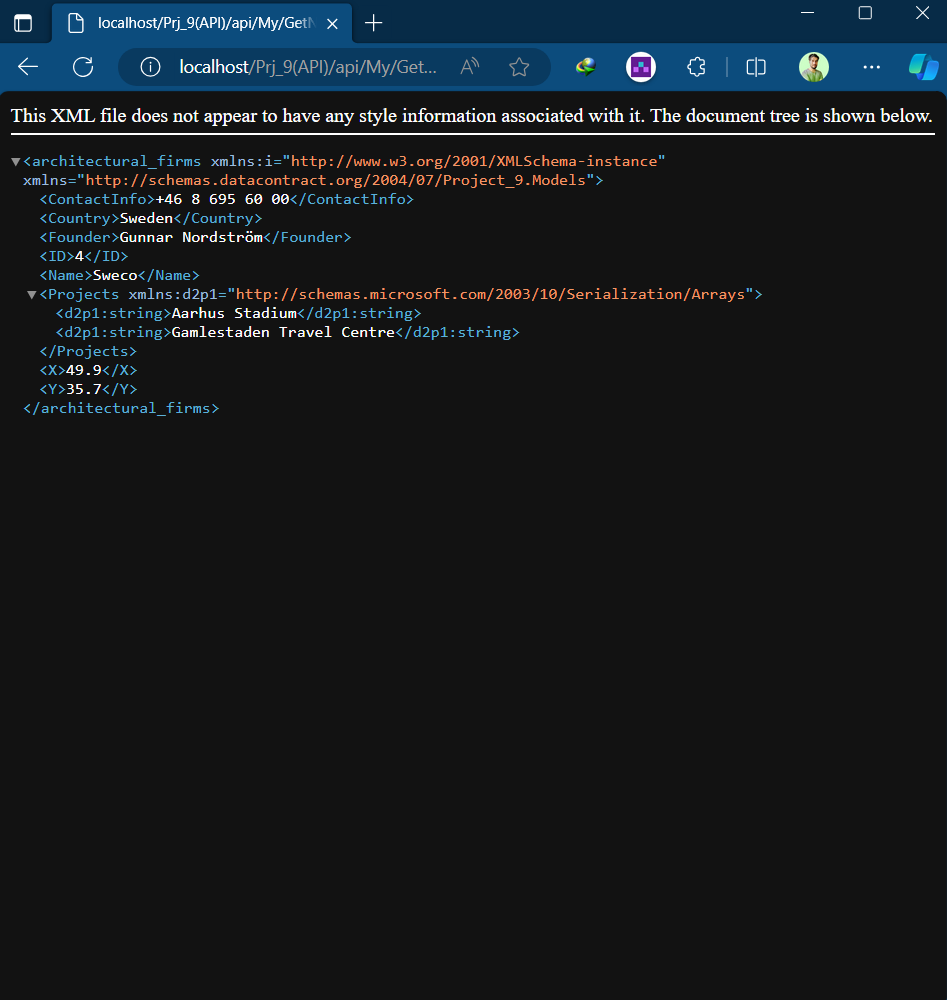 localhost/Prj_9(API)/api/My/GetN
localhost/Prj_9(API)/api/My/Get...
This XML file does not appear to have any style information associated with it. The document tree is shown below.
▼<architectural_firms xmlns:i="http://www.w3.org/2001/XMLSchema-instance"
xmlns="http://schemas.datacontract.org/2004/07/Project_9.Models">
<ContactInfo>+46 8 695 60 00</ContactInfo>
<Country>Sweden</Country>
<Founder>Gunnar Nordström</Founder>
<ID>4</ID>
<Name>Sweco</Name>
▼<Projects xmlns:d2p1="http://schemas.microsoft.com/2003/10/Serialization/Arrays">
<d2p1:string>Aarhus Stadium</d2p1:string>
<d2p1:string>Gamlestaden Travel Centre</d2p1:string>
</Projects>
<X>49.9</X>
<Y>35.7</Y>
</architectural_firms>